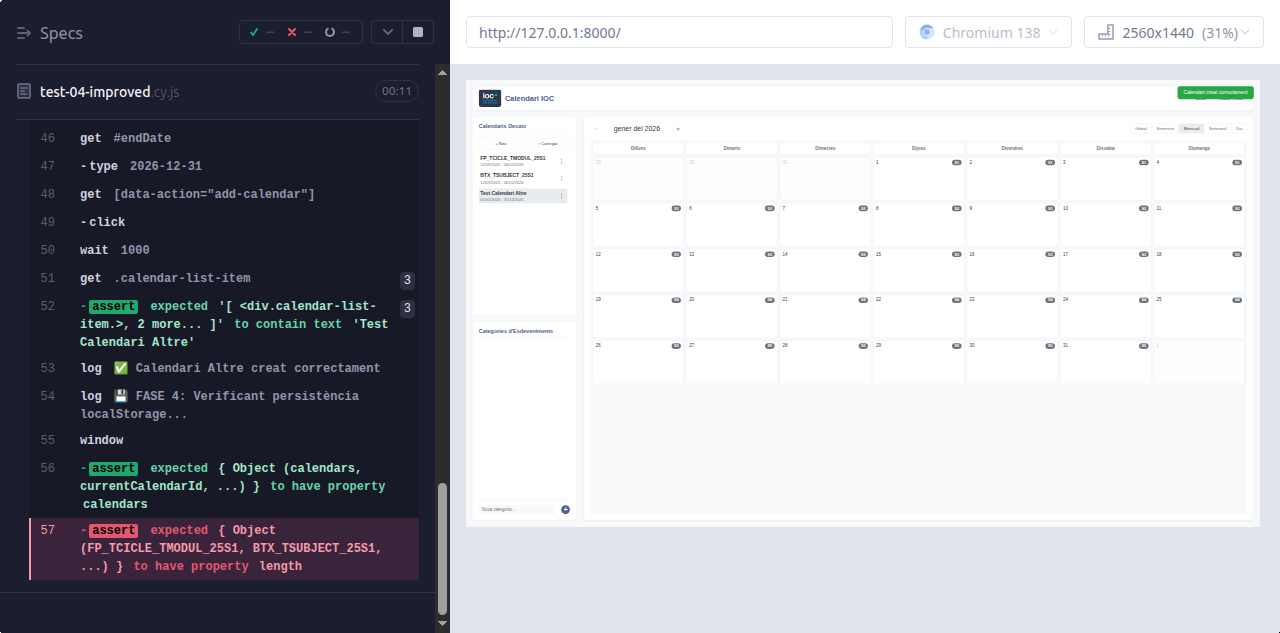 Specs
-- -- --
test-04-improved.cy.js
00:11
46 get #endDate
47 -type 2026-12-31
48 get [data-action="add-calendar"]
49 -click
50 wait 1000
51 get .calendar-list-item 3
52 -assert expected '[ <div.calendar-list- 3
item.>, 2 more... ]' to contain text 'Test
Calendari Altre'
53 log ✅ Calendari Altre creat correctament
54 log 💾 FASE 4: Verificant persistència
localStorage...
55 window
56 -assert expected { Object (calendars,
currentCalendarId, ...) } to have property
calendars
57 -assert expected { Object
(FP_TCICLE_TMODUL_25S1, BTX_TSUBJECT_25S1,
...) } to have property length
http://127.0.0.1:8000/
Chromium 138
2560x1440 (31%)
ioc
Calendari IOC
Calendari creat correctament
Calendaris Desats
+ Nou
Carregar
FP_TCICLE_TMODUL_25S1
BTX_TSUBJECT_25S1
Test Calendari Altre
Categories d'Esdeveniments
Nova categoria...
gener del 2026
Global Semestre Mensual Setmanal Dia
Dilluns Dimarts Dimecres Dijous Divendres Dissabte Diumenge
1 2 3 4
5 6 7 8 9 10 11
12 13 14 15 16 17 18
19 20 21 22 23 24 25
26 27 28 29 30 31 1